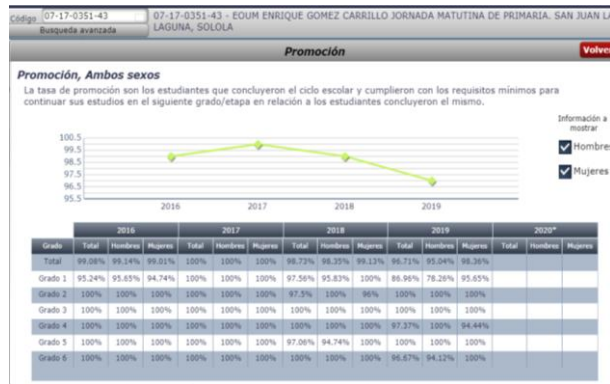 Código 07-17-0351-43
07-17-0351-43 - EOUM ENRIQUE GOMEZ CARRILLO JORNADA MATUTINA DE PRIMARIA. SAN JUAN LA
LAGUNA, SOLOLA
Busqueda avanzada
Promoción
Volver
Promoción, Ambos sexos
La tasa de promoción son los estudiantes que concluyeron el ciclo escolar y cumplieron con los requisitos mínimos para
continuar sus estudios en el siguiente grado/etapa en relación a los estudiantes concluyeron el mismo.
Información a
mostrar
Hombres
Mujeres
100.5
99.5
98.5
97.5
96.5
95.5
2016 2017 2018 2019
2016 2017 2018 2019 2020*
Grado Total Hombres Mujeres Total Hombres Mujeres Total Hombres Mujeres Total Hombres Mujeres Total Hombres Mujeres
Total 99.08% 99.14% 99.01% 100% 100% 100% 98.73% 98.35% 99.13% 96.71% 95.04% 98.36%
Grado 1 95.24% 95.65% 94.74% 100% 100% 100% 97.56% 95.83% 100% 86.96% 78.26% 95.65%
Grado 2 100% 100% 100% 100% 100% 100% 97.5% 100% 96% 100% 100% 100%
Grado 3 100% 100% 100% 100% 100% 100% 100% 100% 100% 100% 100% 100%
Grado 4 100% 100% 100% 100% 100% 100% 100% 100% 100% 97.37% 100% 94.44%
Grado 5 100% 100% 100% 100% 100% 100% 97.06% 94.74% 100% 100% 100% 100%
Grado 6 100% 100% 100% 100% 100% 100% 100% 100% 100% 96.67% 94.12% 100%